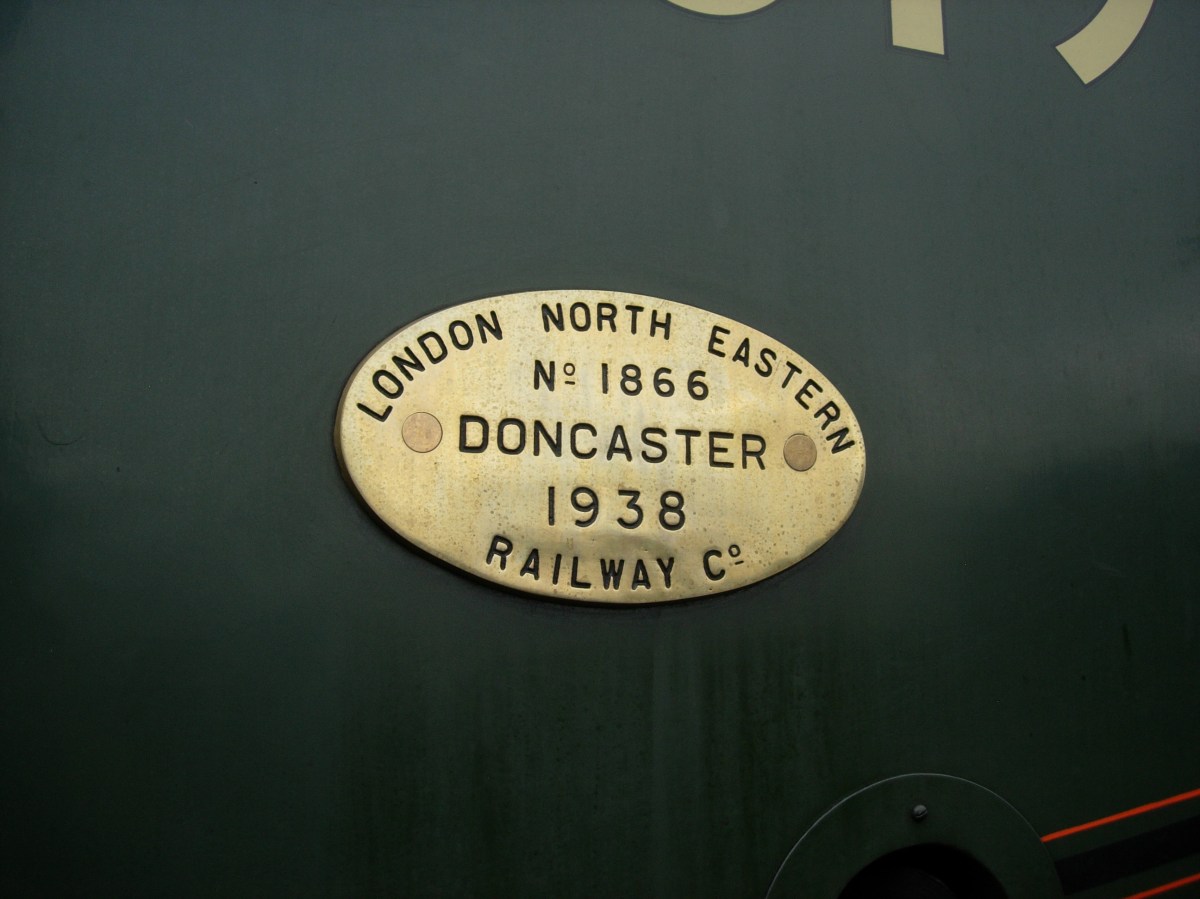 LONDON NORTH EASTERN
Nº 1866
DONCASTER
1938
RAILWAY Cº